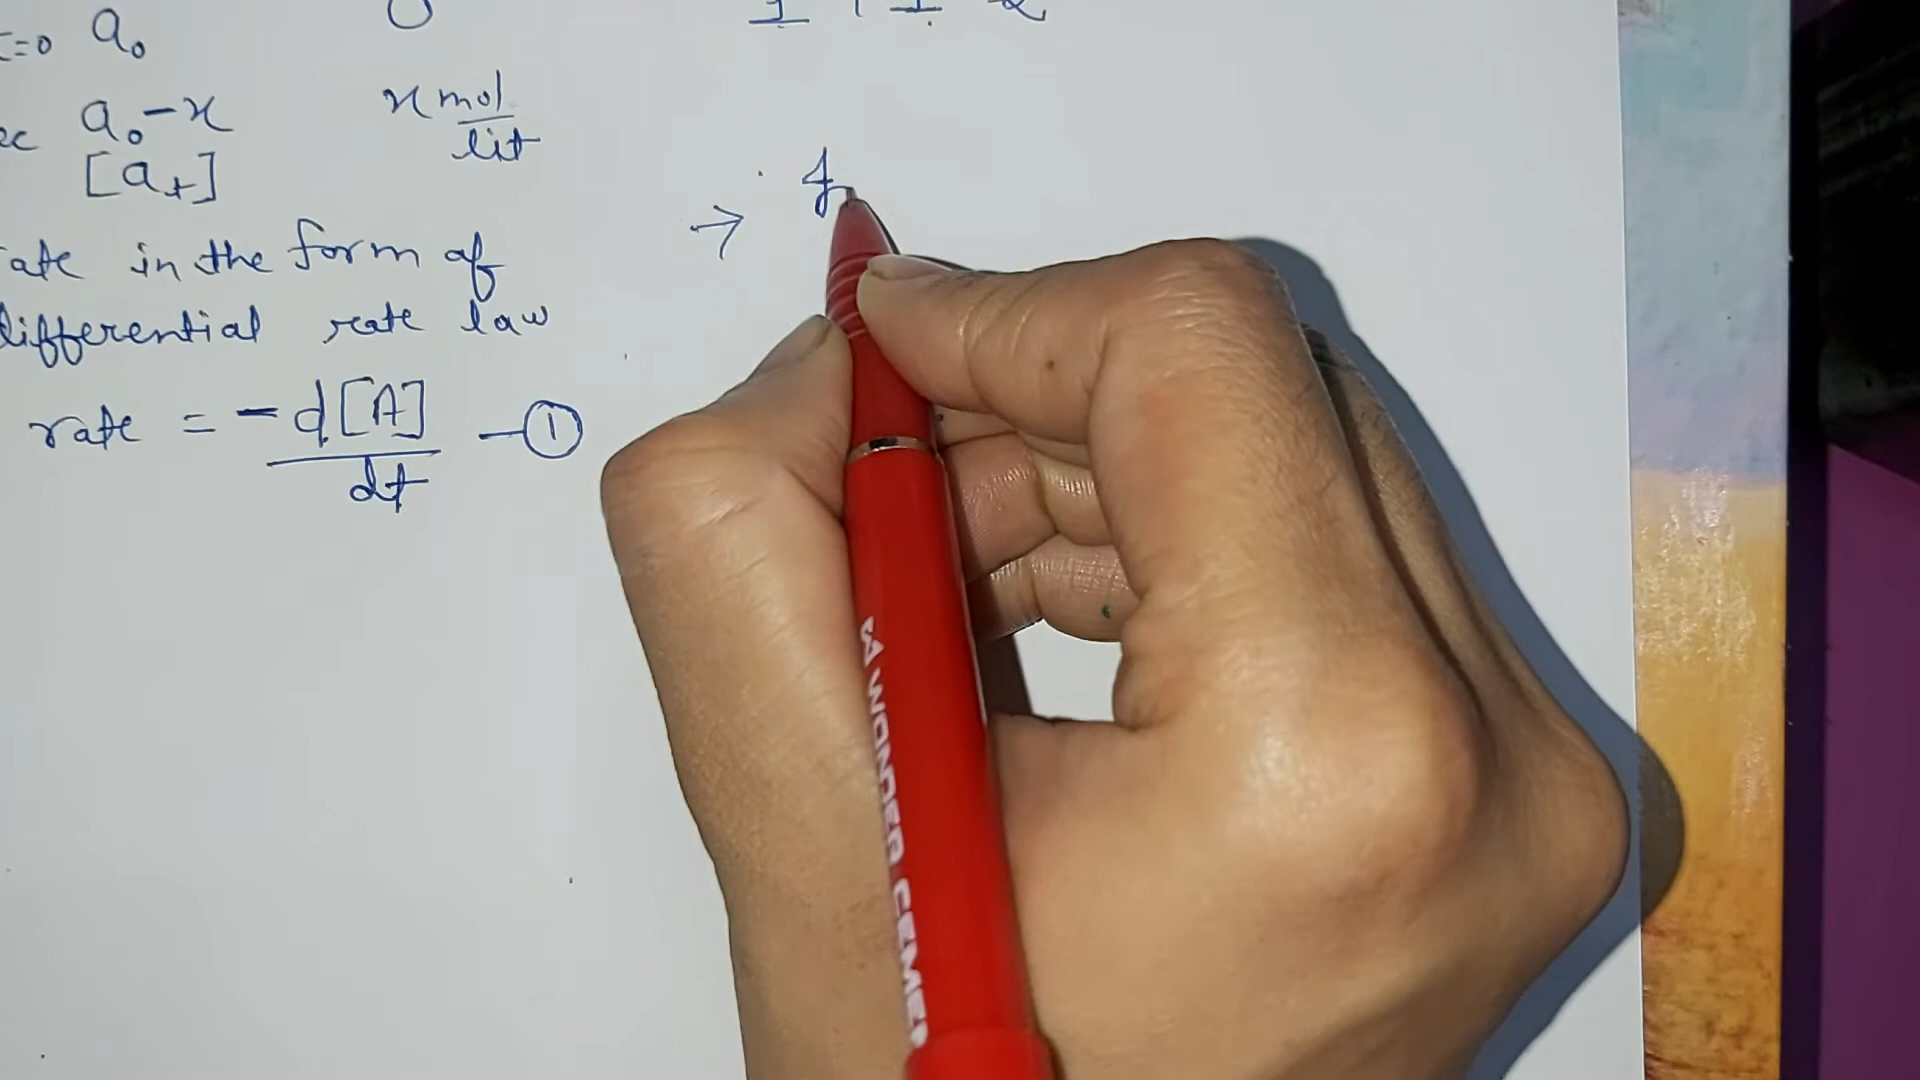 t=0 a₀ 0
a₀-x x mol/lit
[a_t]
rate in the form of
differential rate law
rate = -d[A]/dt —①
→
WONDER CEMEN